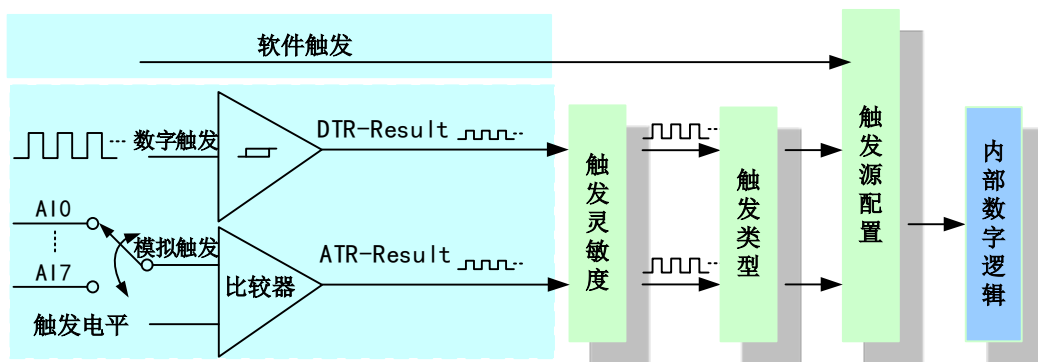 软件触发
数字触发
DTR-Result
AI0
模拟触发
ATR-Result
AI7
比较器
触发电平
触发灵敏度
触发类型
触发源配置
内部数字逻辑